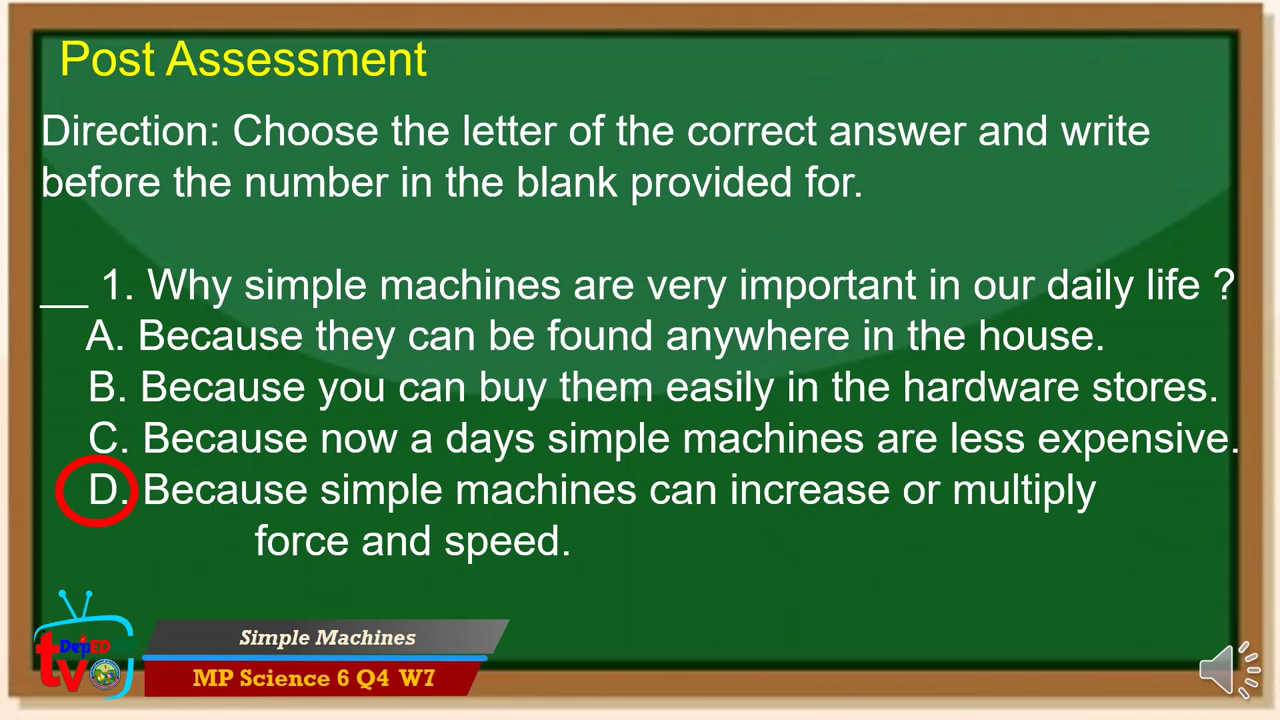 Post Assessment
Direction: Choose the letter of the correct answer and write
before the number in the blank provided for.
__ 1. Why simple machines are very important in our daily life ?
A. Because they can be found anywhere in the house.
B. Because you can buy them easily in the hardware stores.
C. Because now a days simple machines are less expensive.
D. Because simple machines can increase or multiply
force and speed.
DepED
tv
Simple Machines
MP Science 6 Q4 W7